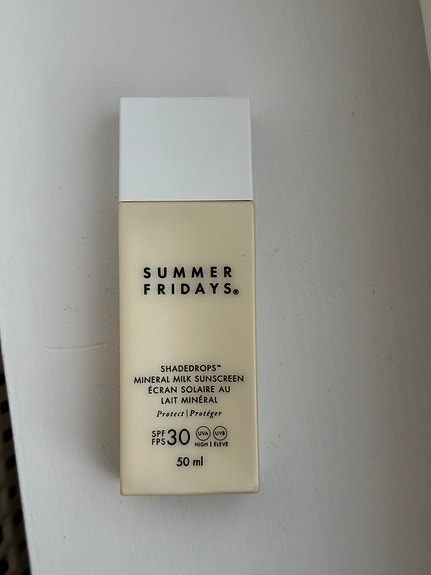 SUMMER
FRIDAYS®
SHADEDROPS™
MINERAL MILK SUNSCREEN
ÉCRAN SOLAIRE AU
LAIT MINÉRAL
Protect | Protéger
SPF
FPS 30 UVA UVB
HIGH | ÉLEVÉ
50 ml